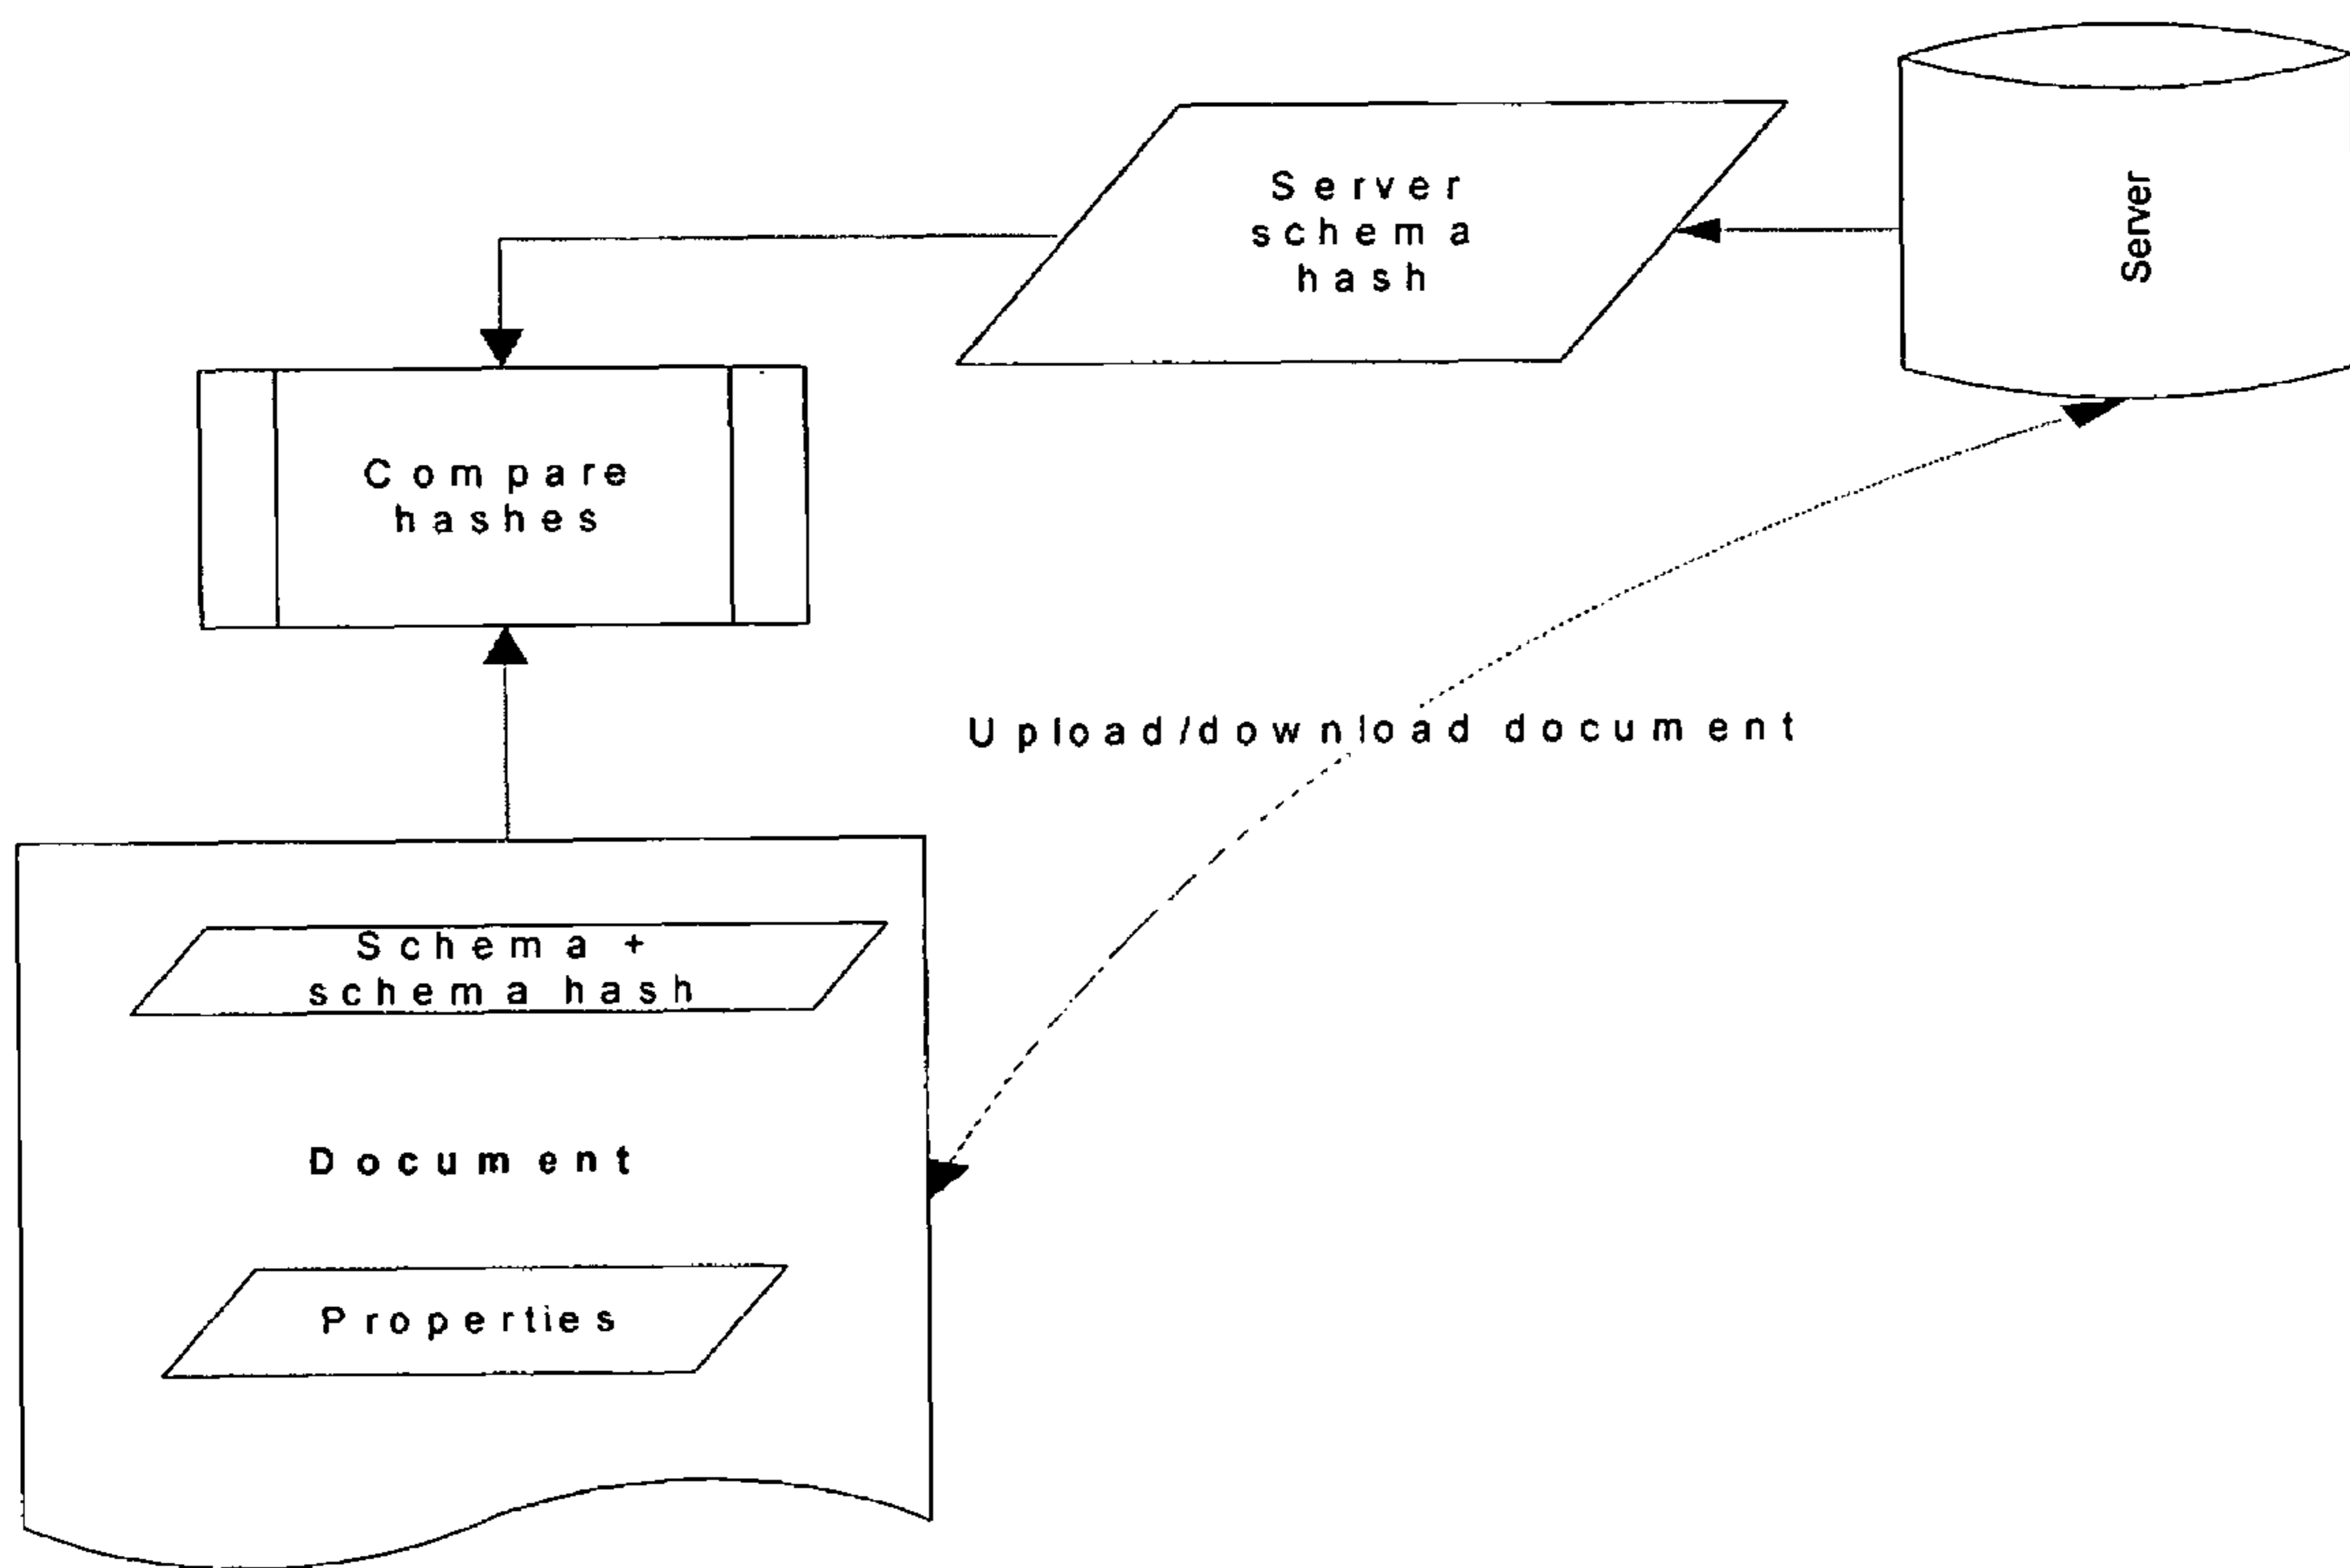 Server
schema
hash
Server
Compare
hashes
Upload/download document
Schema +
schema hash
Document
Properties